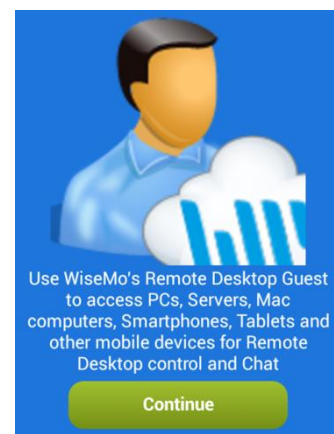 Use WiseMo's Remote Desktop Guest
to access PCs, Servers, Mac
computers, Smartphones, Tablets and
other mobile devices for Remote
Desktop control and Chat
Continue